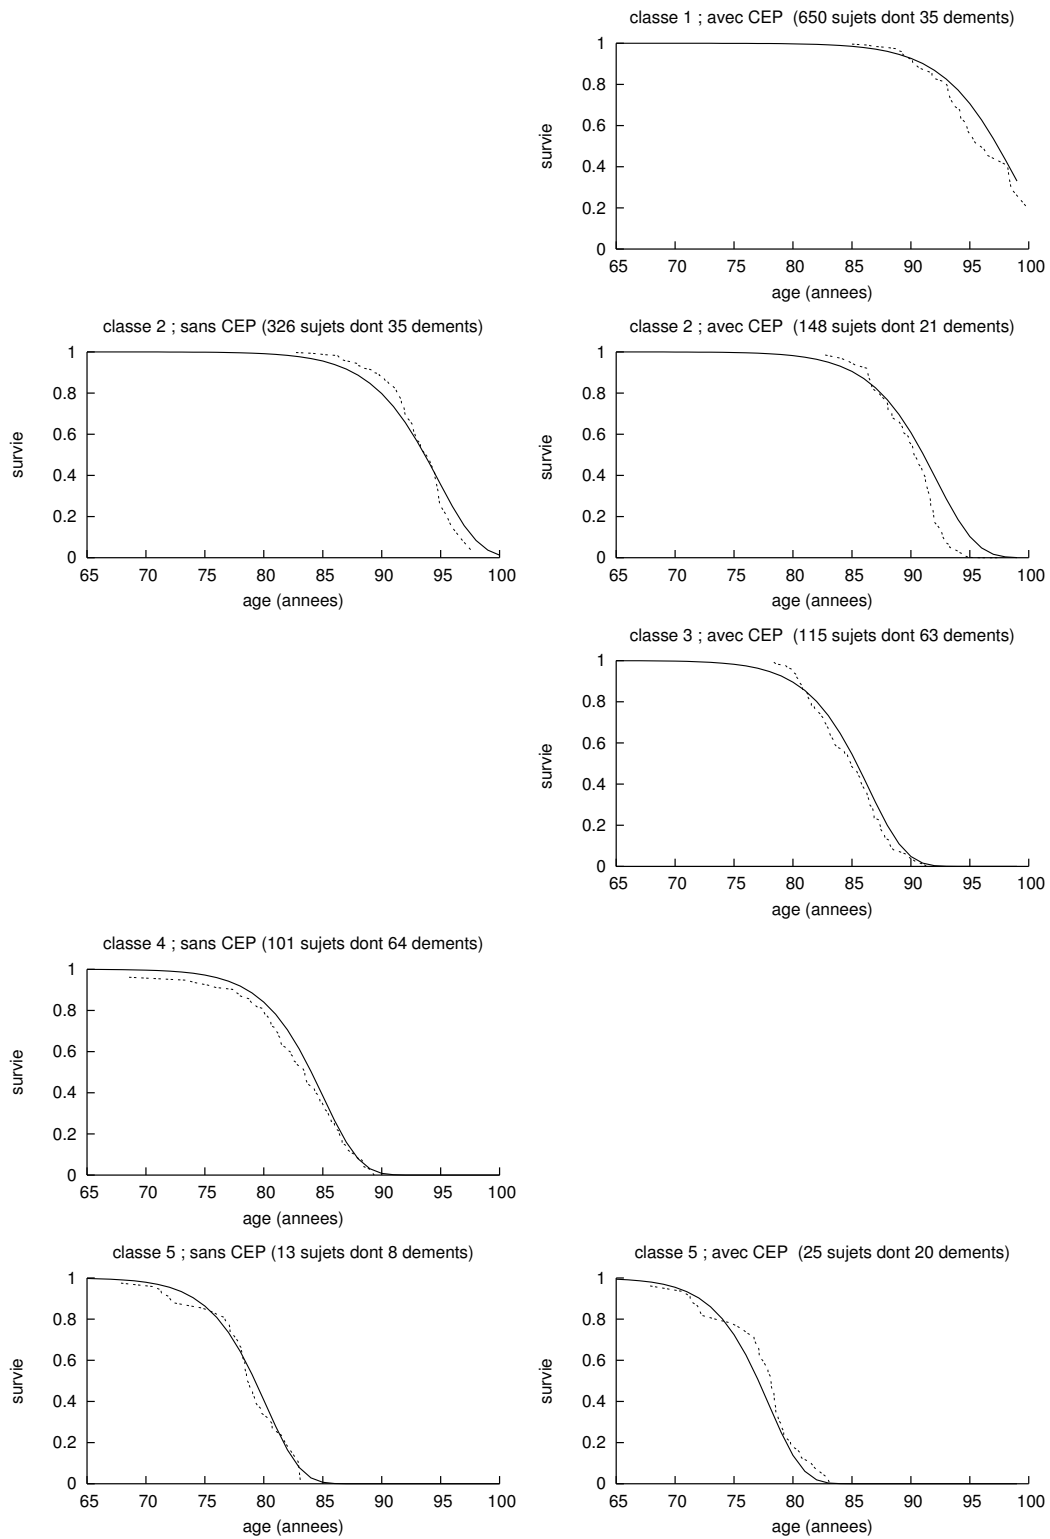 classe 1 ; avec CEP (650 sujets dont 35 dements)
1
0.8
0.6
0.4
0.2
0
survie
65 70 75 80 85 90 95 100
age (annees)
classe 2 ; sans CEP (326 sujets dont 35 dements)
1
0.8
0.6
0.4
0.2
0
survie
65 70 75 80 85 90 95 100
age (annees)
classe 2 ; avec CEP (148 sujets dont 21 dements)
1
0.8
0.6
0.4
0.2
0
survie
65 70 75 80 85 90 95 100
age (annees)
classe 3 ; avec CEP (115 sujets dont 63 dements)
1
0.8
0.6
0.4
0.2
0
survie
65 70 75 80 85 90 95 100
age (annees)
classe 4 ; sans CEP (101 sujets dont 64 dements)
1
0.8
0.6
0.4
0.2
0
survie
65 70 75 80 85 90 95 100
age (annees)
classe 5 ; sans CEP (13 sujets dont 8 dements)
1
0.8
0.6
0.4
0.2
0
survie
65 70 75 80 85 90 95 100
age (annees)
classe 5 ; avec CEP (25 sujets dont 20 dements)
1
0.8
0.6
0.4
0.2
0
survie
65 70 75 80 85 90 95 100
age (annees)